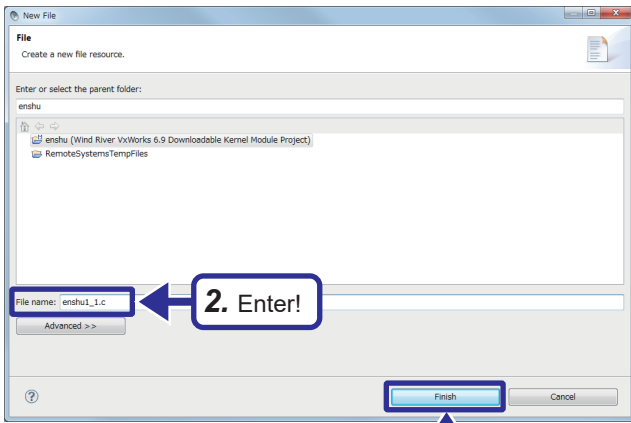 New File
File
Create a new file resource.
Enter or select the parent folder:
enshu
enshu (Wind River VxWorks 6.9 Downloadable Kernel Module Project)
RemoteSystemsTempFiles
File name: enshu1_1.c
2. Enter!
Advanced >>
Finish
Cancel